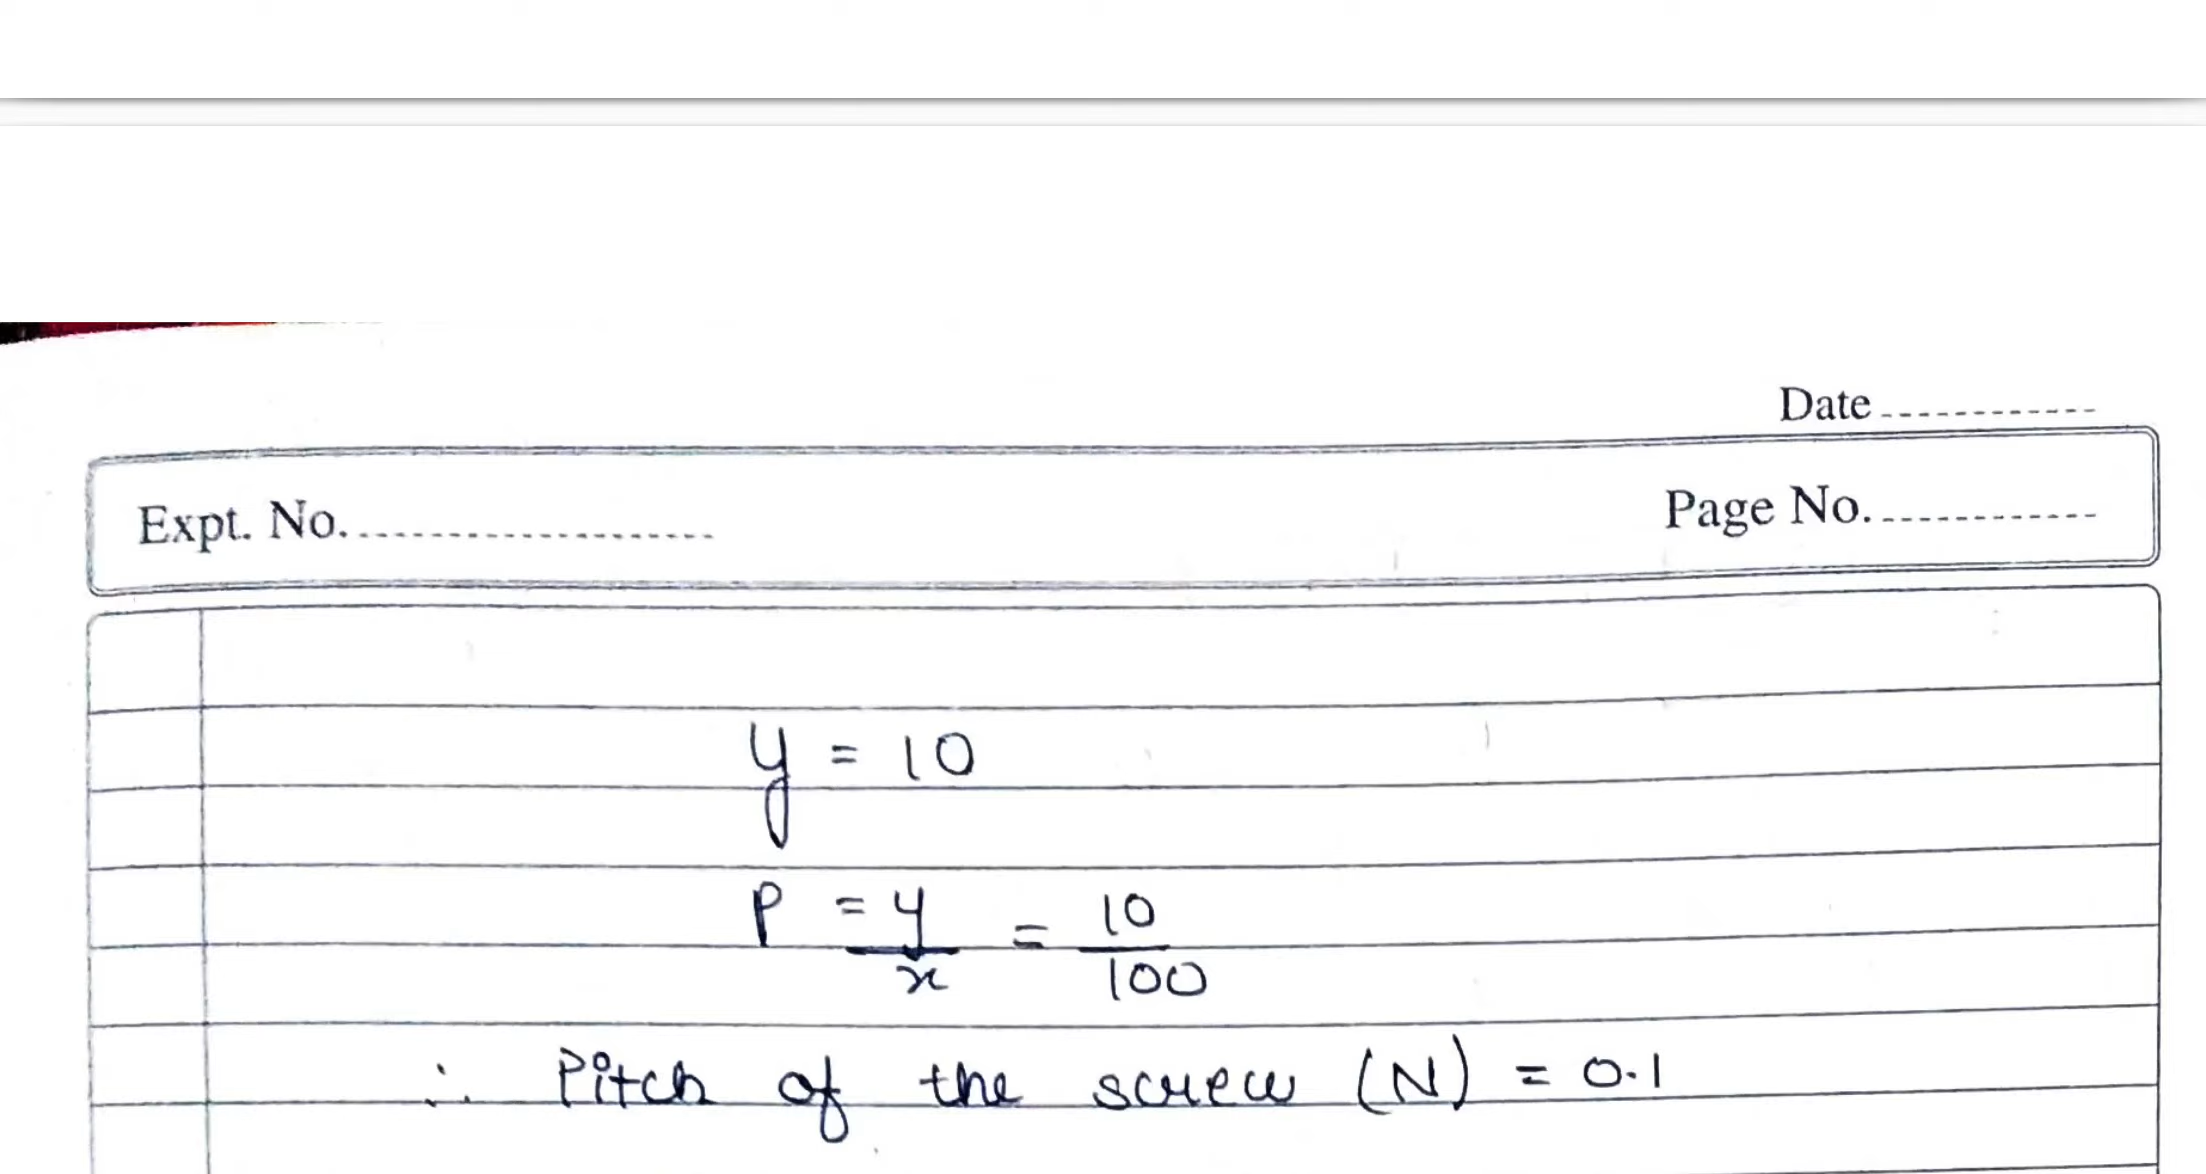 Date ............
Expt. No. ......................
Page No. .............
y = 10
P = y/x = 10/100
∴ Pitch of the screw (N) = 0.1